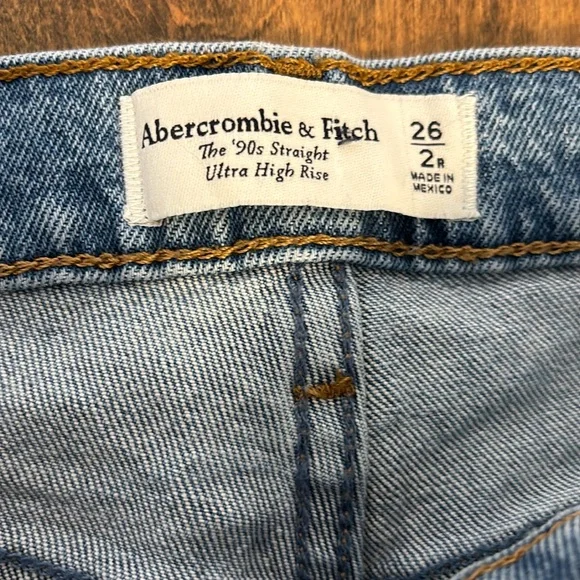 Abercrombie & Fitch
The '90s Straight
Ultra High Rise
26
2R
MADE IN
MEXICO